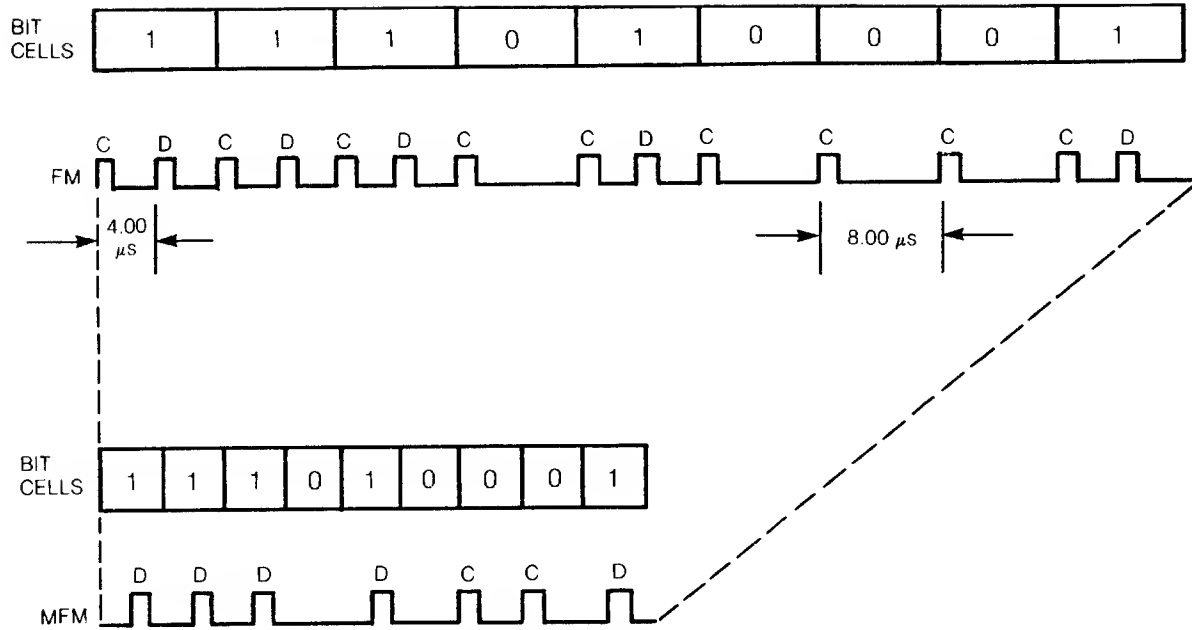 BIT CELLS 1 1 1 0 1 0 0 0 1
C D C D C D C C D C C C C D
FM
4.00 μS
8.00 μS
BIT CELLS 1 1 1 0 1 0 0 0 1
D D D D C C D
MFM